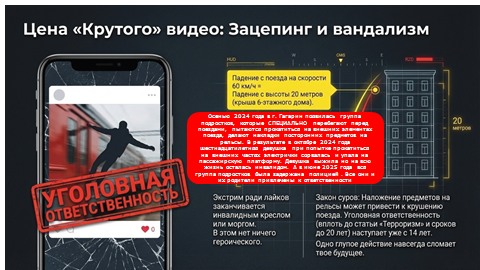 Цена «Крутого» видео: Зацепинг и вандализм
Падение с поезда на скорости
60 км/ч =
Падение с высоты 20 метров
(крыша 6-этажного дома).
Осенью 2024 года в г. Гагарин появилась группа
подростков, которые СПЕЦИАЛЬНО перебегают перед
поездами, пытаются прокатиться на внешних элементах
поезда, делают накладки посторонних предметов на
рельсы. В результате в октябре 2024 года
шестнадцатилетняя девушка при попытке прокатиться
на внешних частях электрички сорвалась и упала на
пассажирскую платформу. Девушка выжила но на всю
жизнь осталась инвалидом. А в июне 2025 года вся
группа подростков была задержана полицией. Все они и
их родители привлечены к ответственности
20
метров
УГОЛОВНАЯ
ОТВЕТСТВЕННОСТЬ
Экстрим ради лайков
заканчивается
инвалидным креслом
или моргом.
В этом нет ничего
героического.
Закон суров: Наложение предметов на
рельсы может привести к крушению
поезда. Уголовная ответственность
(вплоть до статьи «Терроризм» и сроков
до 20 лет) наступает уже с 14 лет.
Одно глупое действие навсегда сломает
твое будущее.